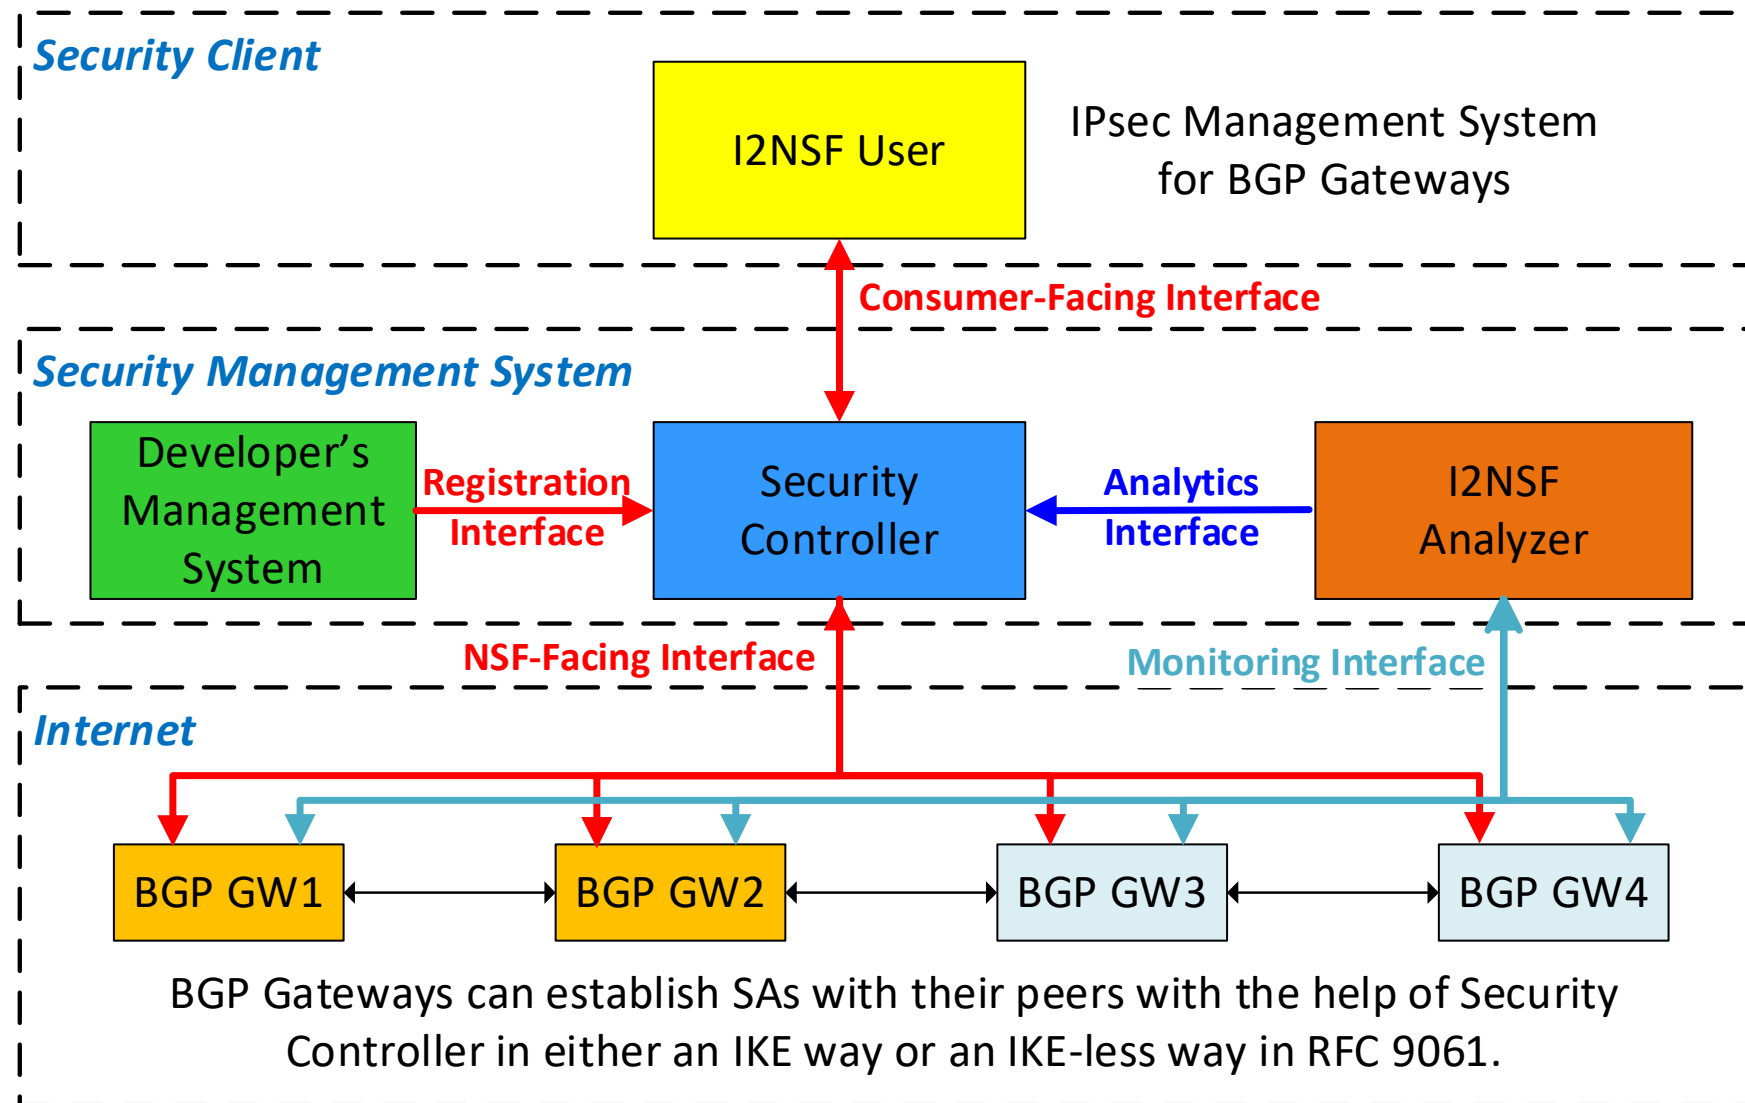 Security Client
I2NSF User
IPsec Management System
for BGP Gateways
Consumer-Facing Interface
Security Management System
Developer’s
Management
System
Registration
Interface
Security
Controller
Analytics
Interface
I2NSF
Analyzer
NSF-Facing Interface
Monitoring Interface
Internet
BGP GW1
BGP GW2
BGP GW3
BGP GW4
BGP Gateways can establish SAs with their peers with the help of Security
Controller in either an IKE way or an IKE-less way in RFC 9061.